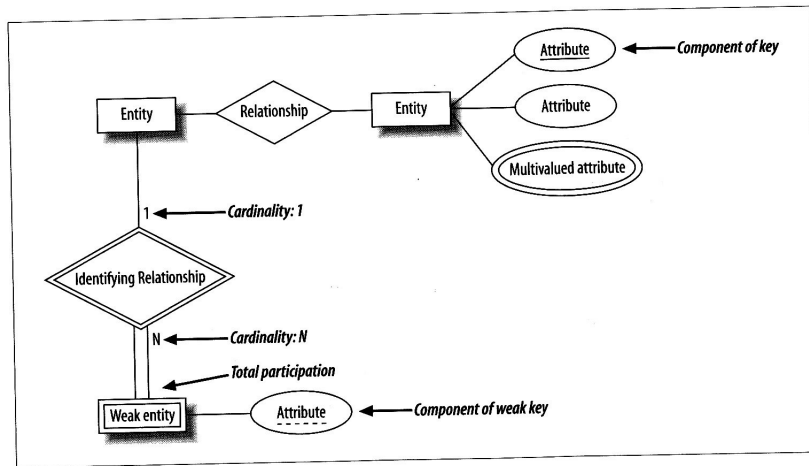 Attribute
Component of key
Entity
Relationship
Entity
Attribute
Multivalued attribute
1
Cardinality: 1
Identifying Relationship
N
Cardinality: N
Total participation
Weak entity
Attribute
Component of weak key